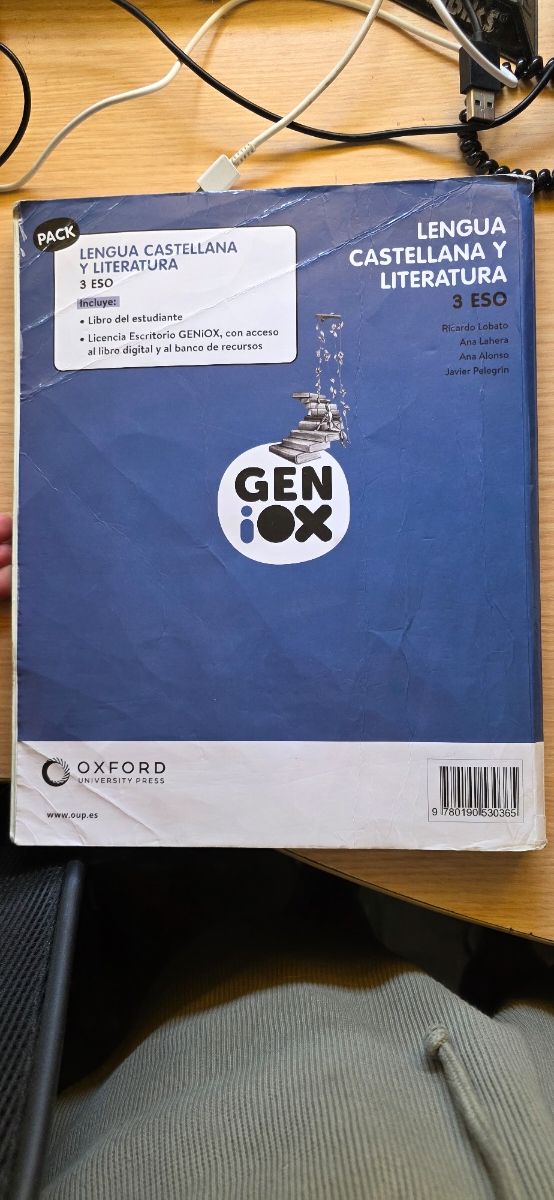 PACK
LENGUA CASTELLANA
Y LITERATURA
3 ESO
Incluye:
• Libro del estudiante
• Licencia Escritorio GENiOX, con acceso
al libro digital y al banco de recursos
LENGUA
CASTELLANA Y
LITERATURA
3 ESO
Ricardo Lobato
Ana Lahera
Ana Alonso
Javier Pelegrín
GEN
iOX
OXFORD
UNIVERSITY PRESS
www.oup.es
9 780190 530365